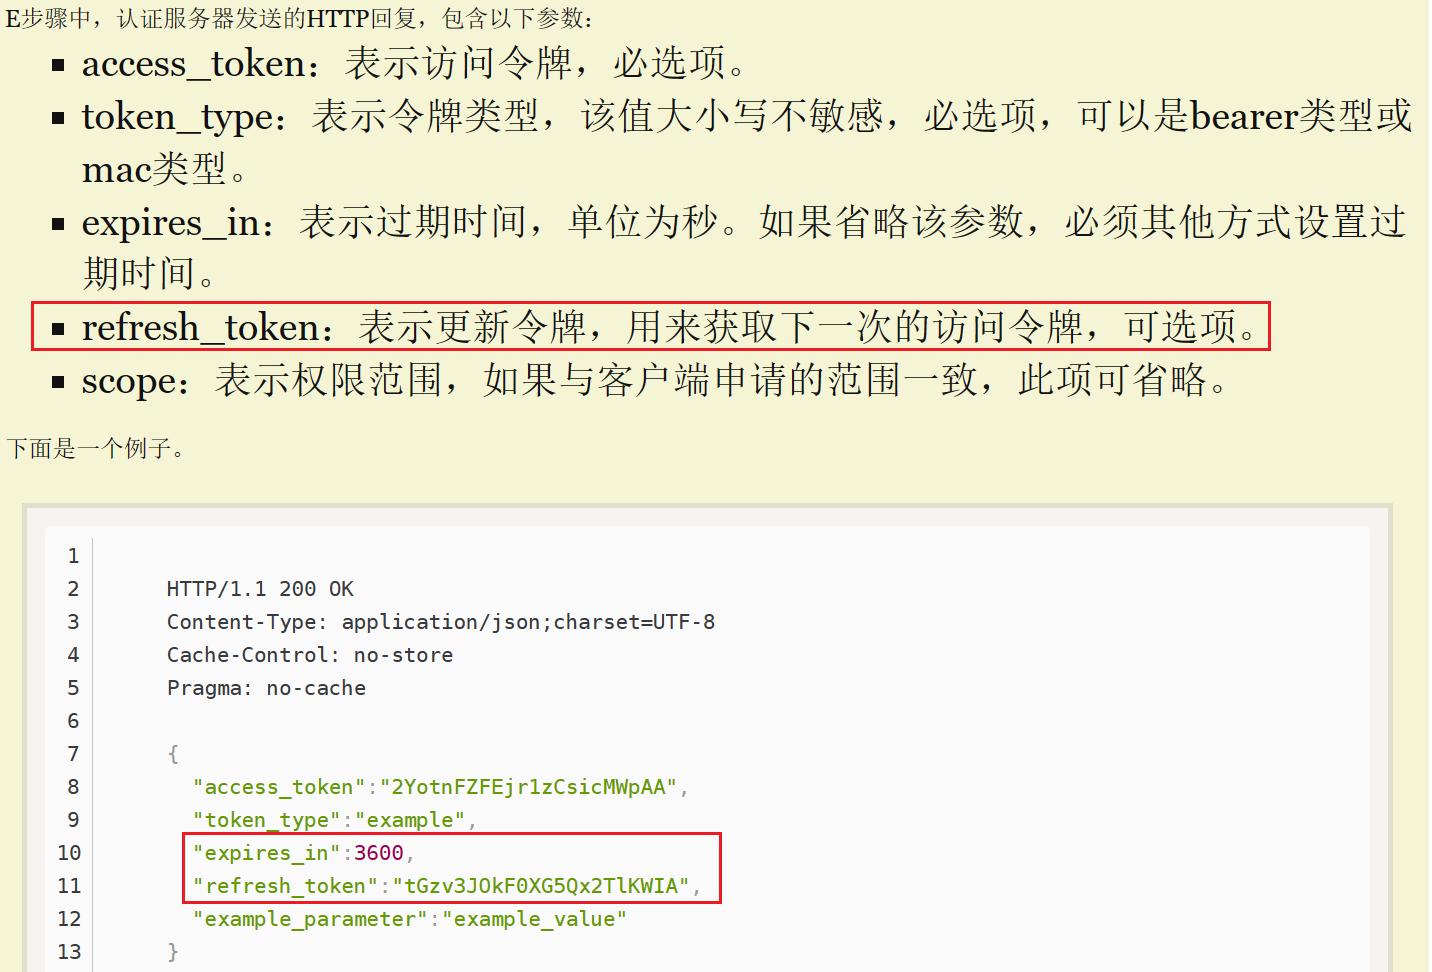 E步骤中，认证服务器发送的HTTP回复，包含以下参数：
▪ access_token：表示访问令牌，必选项。
▪ token_type：表示令牌类型，该值大小写不敏感，必选项，可以是bearer类型或
mac类型。
▪ expires_in：表示过期时间，单位为秒。如果省略该参数，必须其他方式设置过
期时间。
▪ refresh_token：表示更新令牌，用来获取下一次的访问令牌，可选项。
▪ scope：表示权限范围，如果与客户端申请的范围一致，此项可省略。
下面是一个例子。
1
2 HTTP/1.1 200 OK
3 Content-Type: application/json;charset=UTF-8
4 Cache-Control: no-store
5 Pragma: no-cache
6
7 {
8 "access_token":"2YotnFZFEjr1zCsicMWpAA",
9 "token_type":"example",
10 "expires_in":3600,
11 "refresh_token":"tGzv3JOkF0XG5Qx2TlKWIA",
12 "example_parameter":"example_value"
13 }